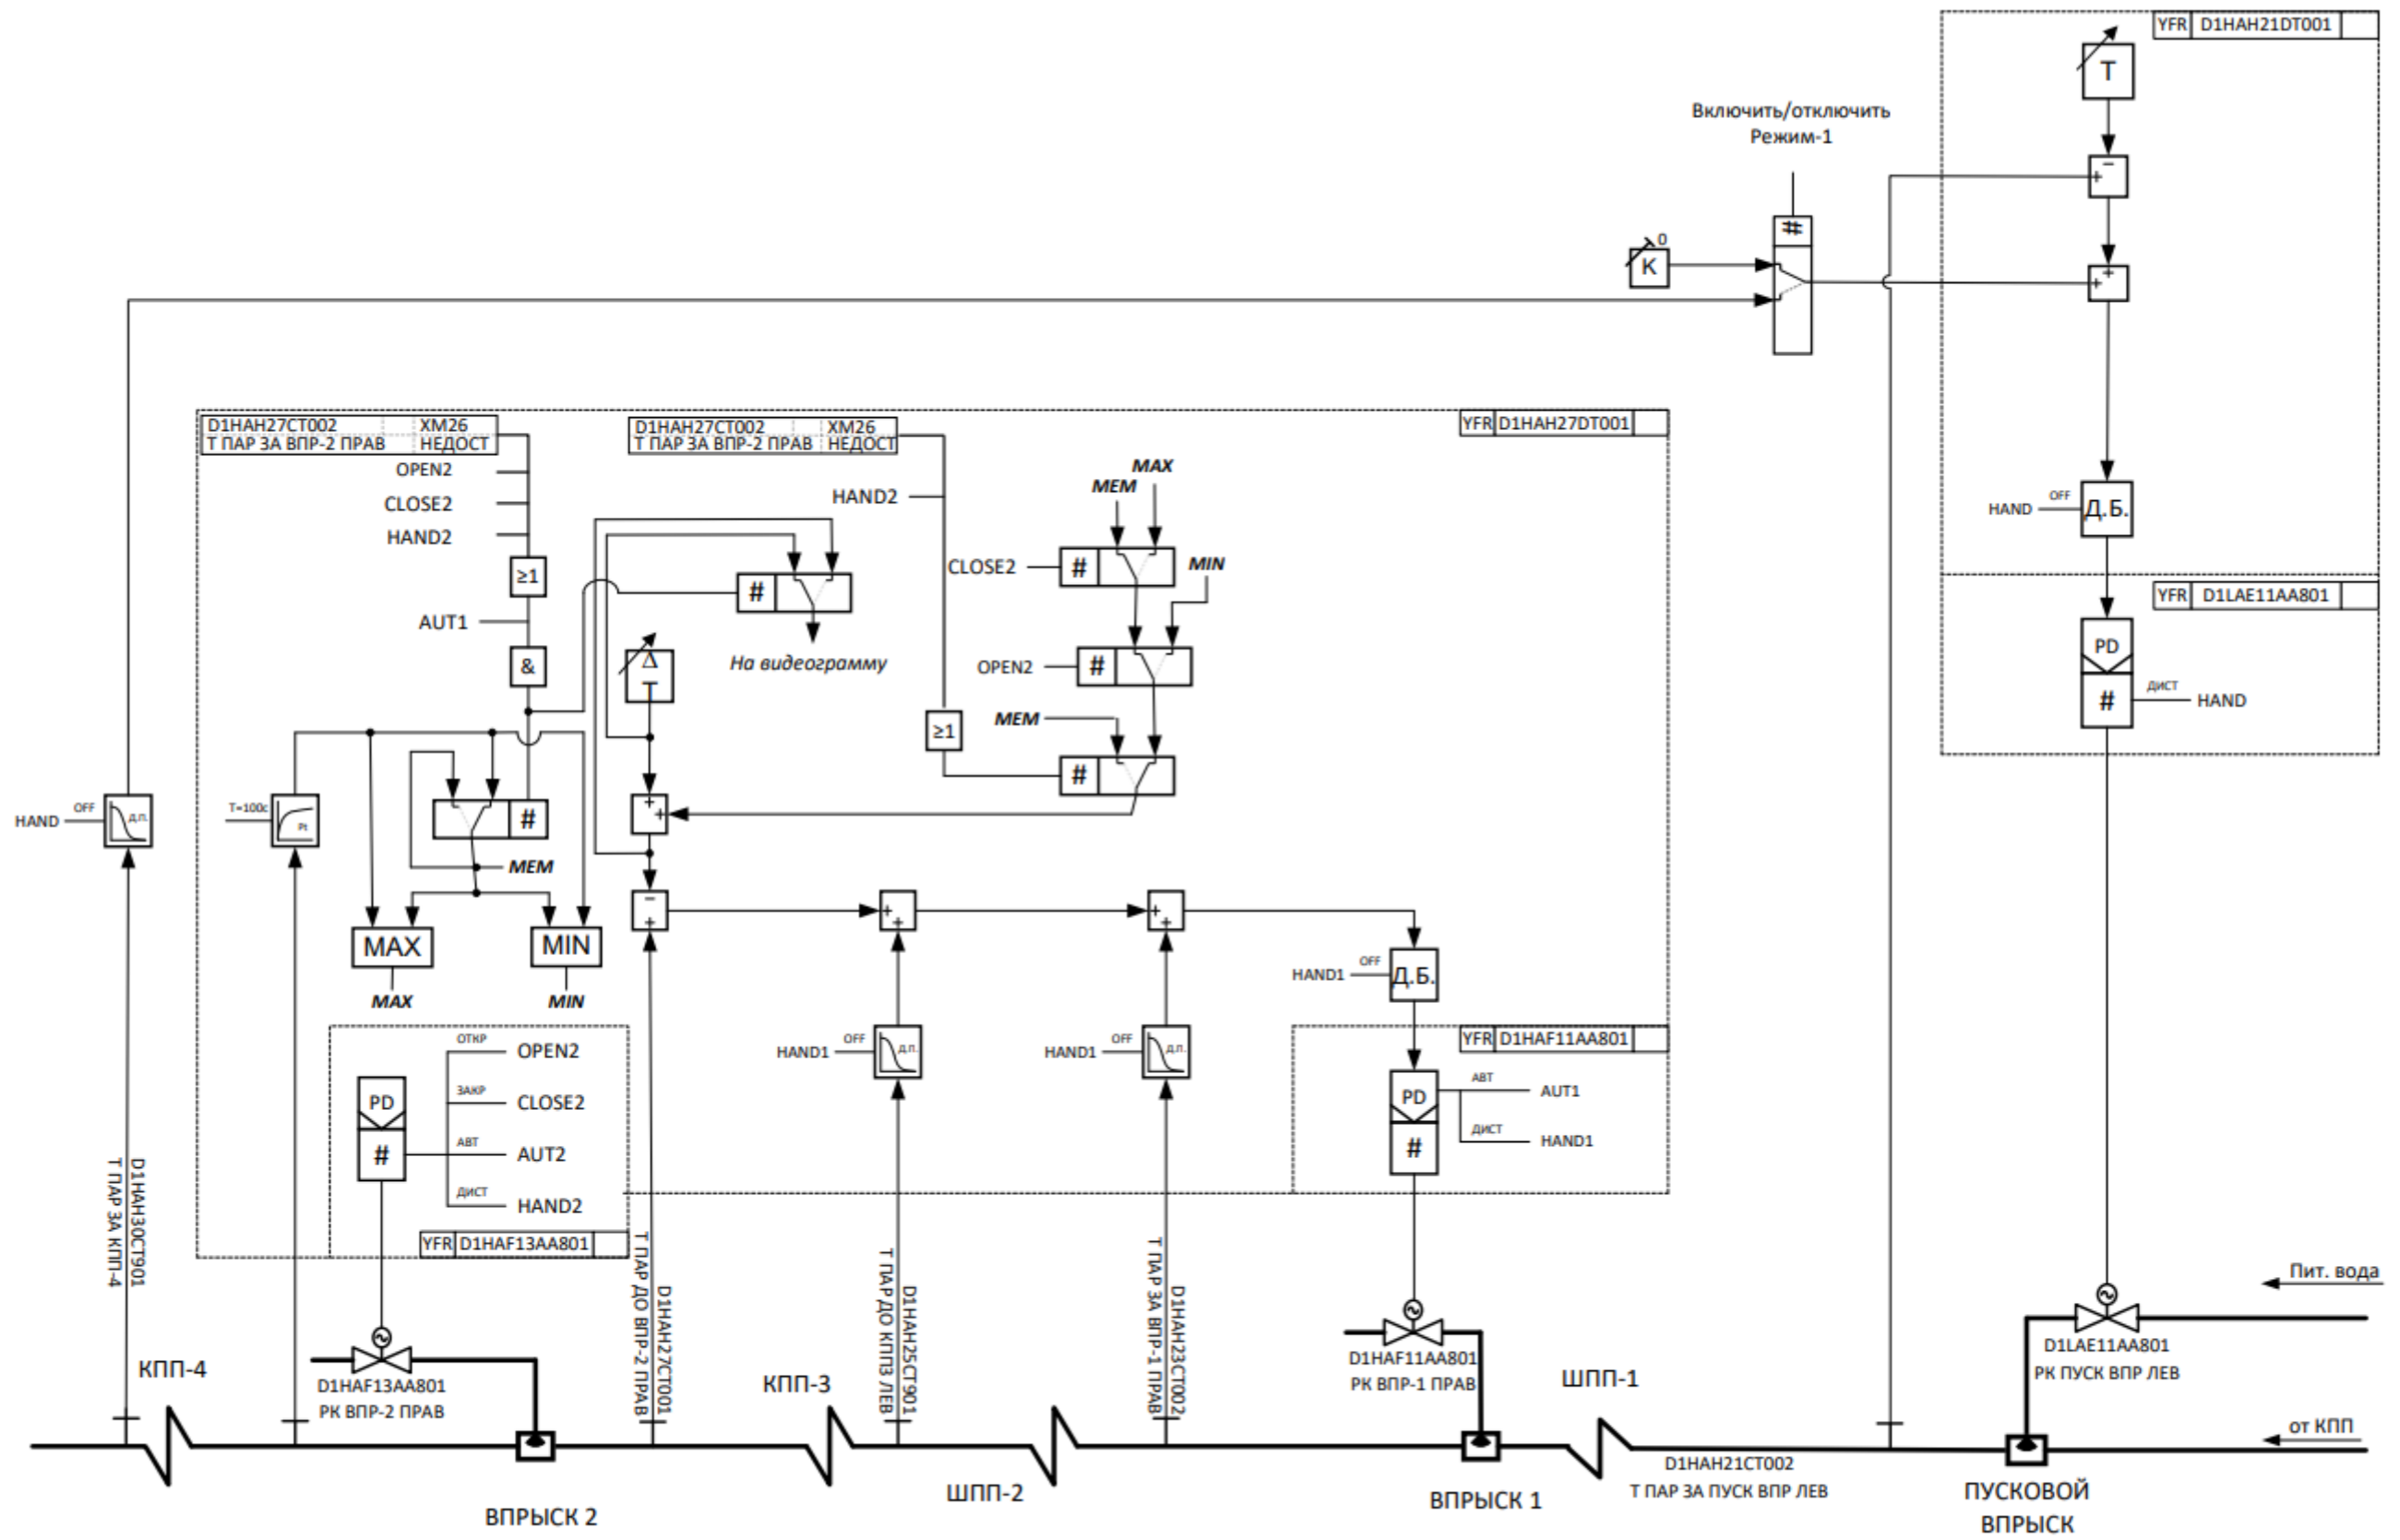 YFR D1HAH21DT001
T
Включить/отключить
Режим-1
−
+
#
0
K
+
+
D1HAH27CT002 XM26
Т ПАР ЗА ВПР-2 ПРАВ НЕДОСТ
D1HAH27CT002 XM26
Т ПАР ЗА ВПР-2 ПРАВ НЕДОСТ
YFR D1HAH27DT001
OPEN2
CLOSE2
HAND2
HAND2
MAX
MEM
HAND OFF Д.Б.
≥1
#
CLOSE2 #
MIN
YFR D1LAE11AA801
AUT1
&
Δ
T
На видеограмму
OPEN2 #
PD
#
ДИСТ
HAND
MEM
≥1
#
HAND OFF Д.П.
T=100c Pt
#
+
+
MEM
MAX
MIN
−
+
+
+
+
+
MAX
MIN
HAND1 OFF Д.Б.
ОТКР OPEN2
PD
ЗАКР CLOSE2
#
АВТ AUT2
ДИСТ HAND2
YFR D1HAF13AA801
HAND1 OFF Д.П.
HAND1 OFF Д.П.
YFR D1HAF11AA801
PD
АВТ AUT1
#
ДИСТ HAND1
D1HAH30CT901
Т ПАР ЗА КПП-4
D1HAH27CT001
Т ПАР ДО ВПР-2 ПРАВ
D1HAH25CT901
Т ПАР ДО КПП3 ЛЕВ
D1HAH23CT002
Т ПАР ЗА ВПР-1 ПРАВ
Пит. вода
D1LAE11AA801
РК ПУСК ВПР ЛЕВ
D1HAF11AA801
РК ВПР-1 ПРАВ
D1HAF13AA801
РК ВПР-2 ПРАВ
КПП-4
КПП-3
ШПП-1
от КПП
D1HAH21CT002
Т ПАР ЗА ПУСК ВПР ЛЕВ
ВПРЫСК 2
ШПП-2
ВПРЫСК 1
ПУСКОВОЙ
ВПРЫСК